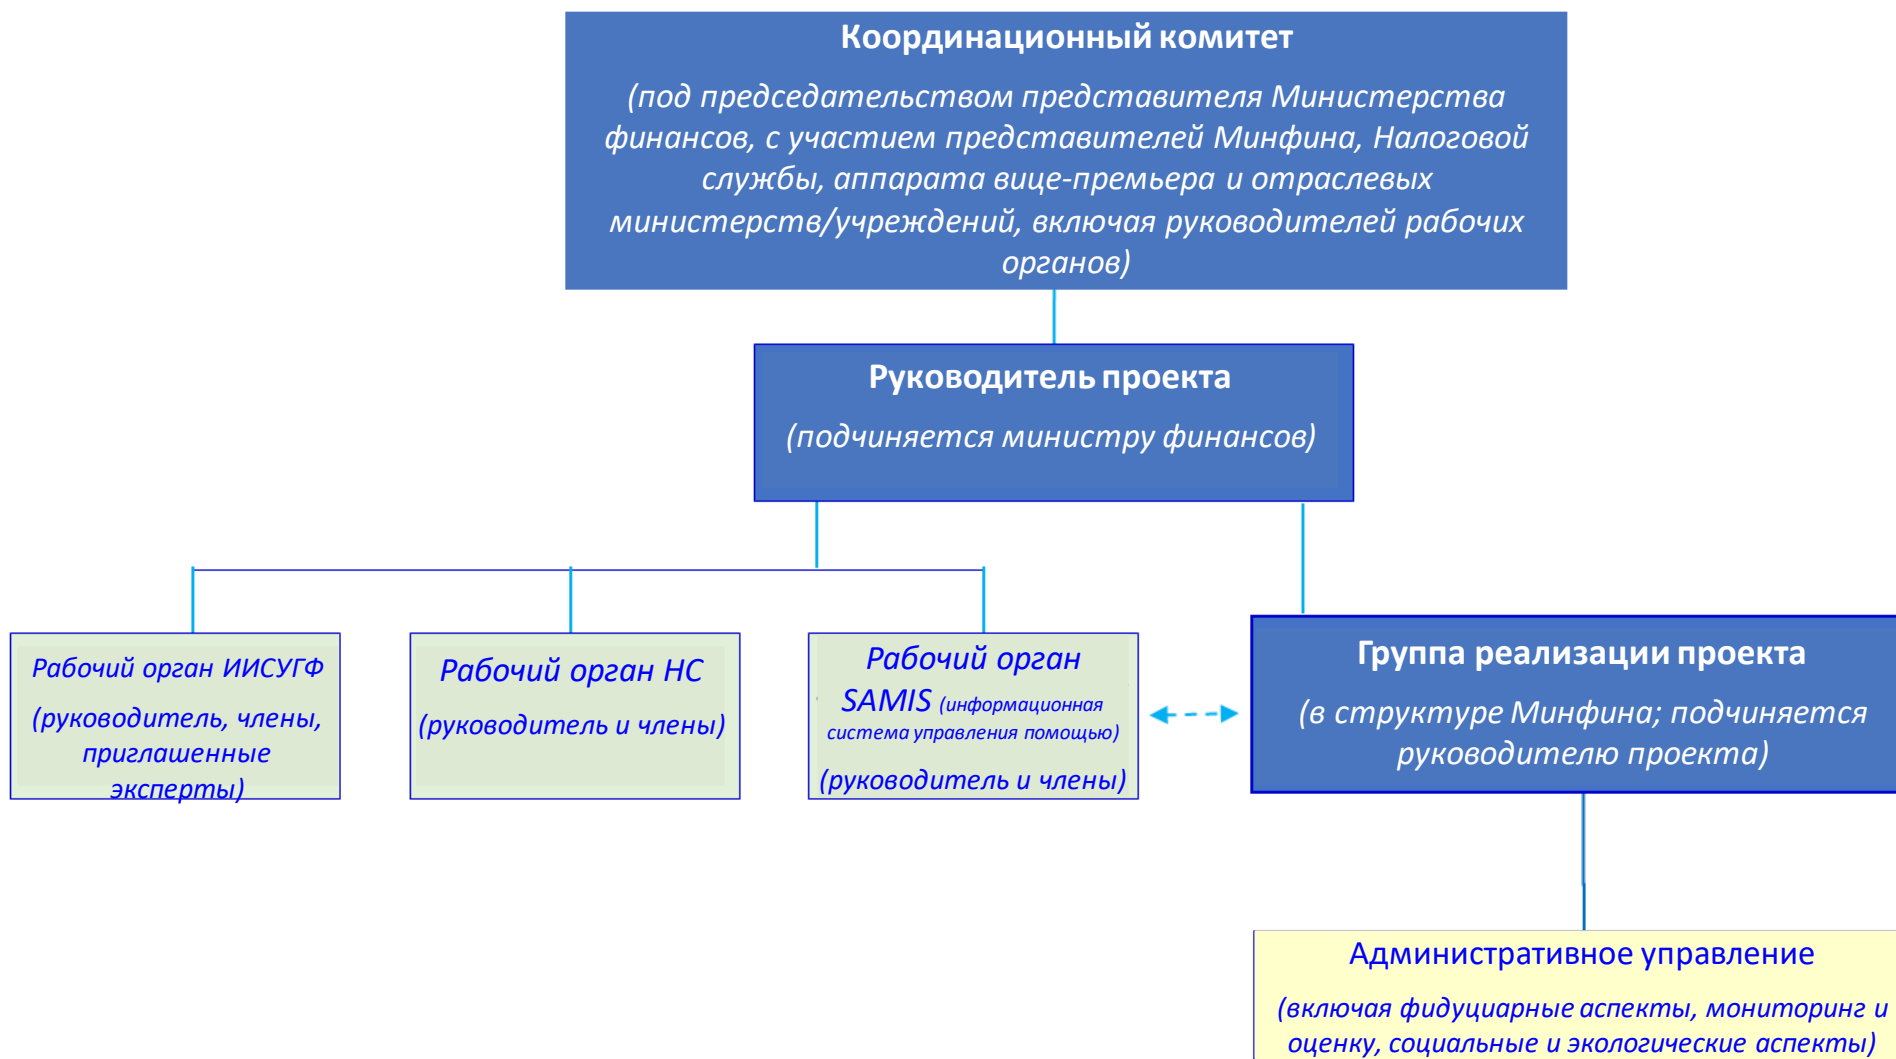 Координационный комитет
(под председательством представителя Министерства
финансов, с участием представителей Минфина, Налоговой
службы, аппарата вице-премьера и отраслевых
министерств/учреждений, включая руководителей рабочих
органов)
Руководитель проекта
(подчиняется министру финансов)
Рабочий орган ИИСУГФ
(руководитель, члены,
приглашенные
эксперты)
Рабочий орган НС
(руководитель и члены)
Рабочий орган
SAMIS (информационная
система управления помощью)
(руководитель и члены)
Группа реализации проекта
(в структуре Минфина; подчиняется
руководителю проекта)
Административное управление
(включая фидуциарные аспекты, мониторинг и
оценку, социальные и экологические аспекты)